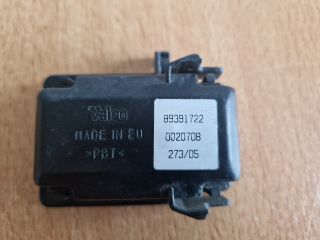 Valeo
MADE IN EU
>PBT<
89391722
0020708
273/05